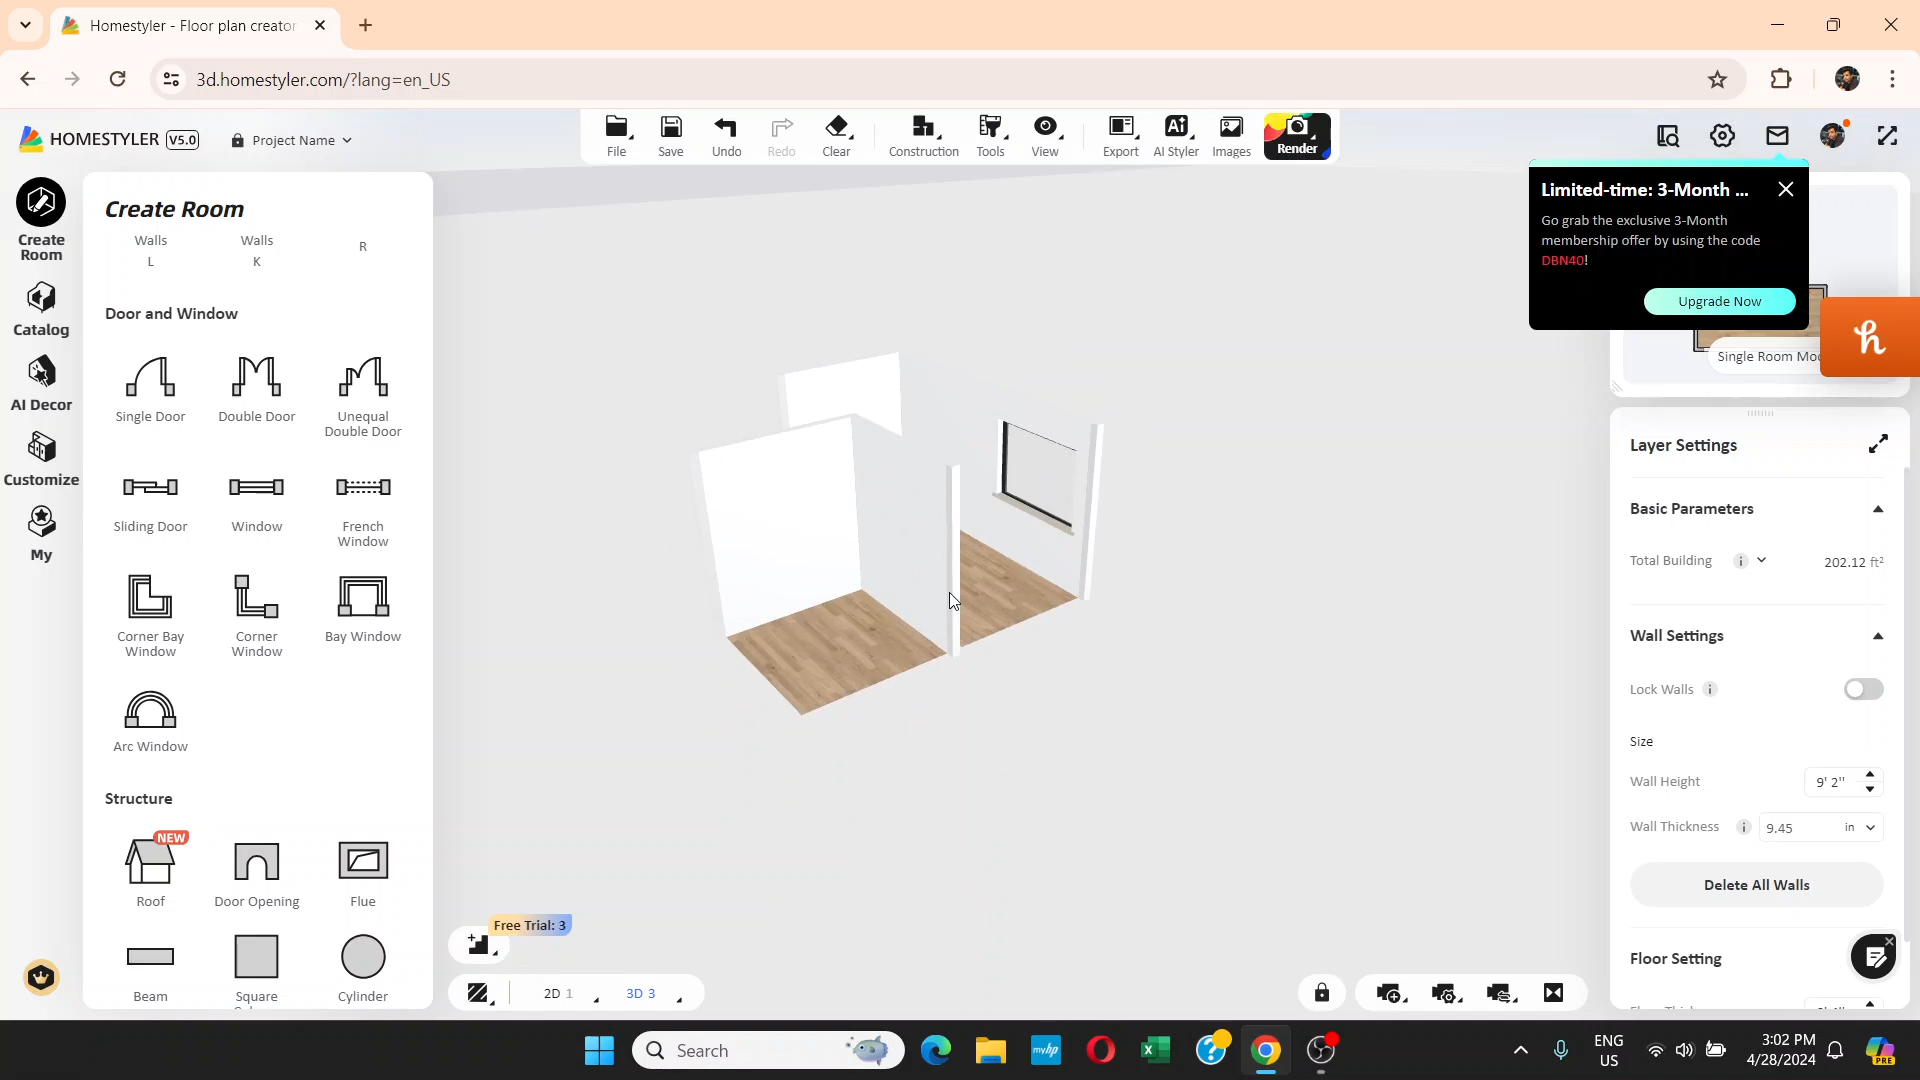 Homestyler - Floor plan creator
3d.homestyler.com/?lang=en_US
HOMESTYLER V5.0
Project Name
File
Save
Undo
Redo
Clear
Construction
Tools
View
Export
AI Styler
Images
Render
Create
Room
Catalog
AI Decor
Customize
My
Create Room
Walls
L
Walls
K
R
Door and Window
Single Door
Double Door
Unequal
Double Door
Sliding Door
Window
French
Window
Corner Bay
Window
Corner
Window
Bay Window
Arc Window
Structure
NEW
Roof
Door Opening
Flue
Beam
Square
Cylinder
Free Trial: 3
2D 1
3D 3
Limited-time: 3-Month ...
Go grab the exclusive 3-Month
membership offer by using the code
DBN40!
Upgrade Now
Single Room Mo
h
Layer Settings
Basic Parameters
Total Building
202.12 ft²
Wall Settings
Lock Walls
Size
Wall Height
9' 2''
Wall Thickness
9.45 in
Delete All Walls
Floor Setting
Search
myhp
ENG
US
3:02 PM
4/28/2024
PRE